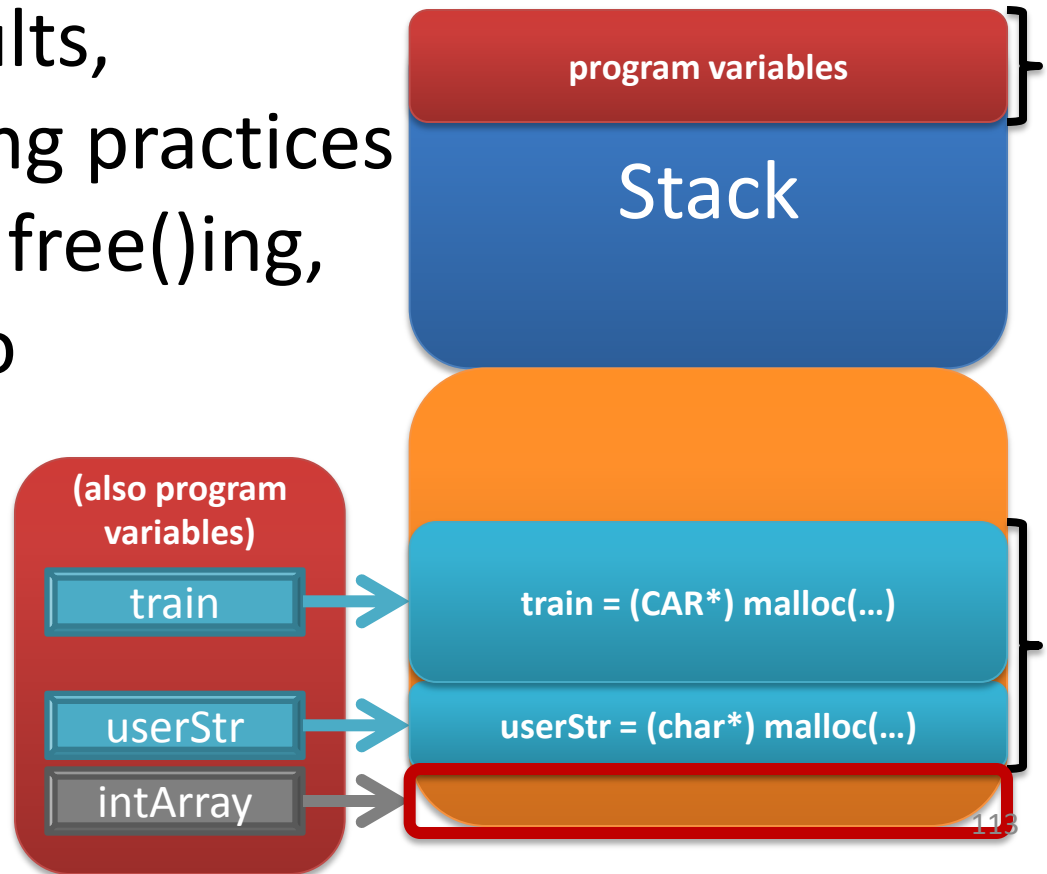 ults,
ng practices
free()ing,
program variables
Stack
(also program
variables)
train
train = (CAR*) malloc(…)
userStr
userStr = (char*) malloc(…)
intArray
113